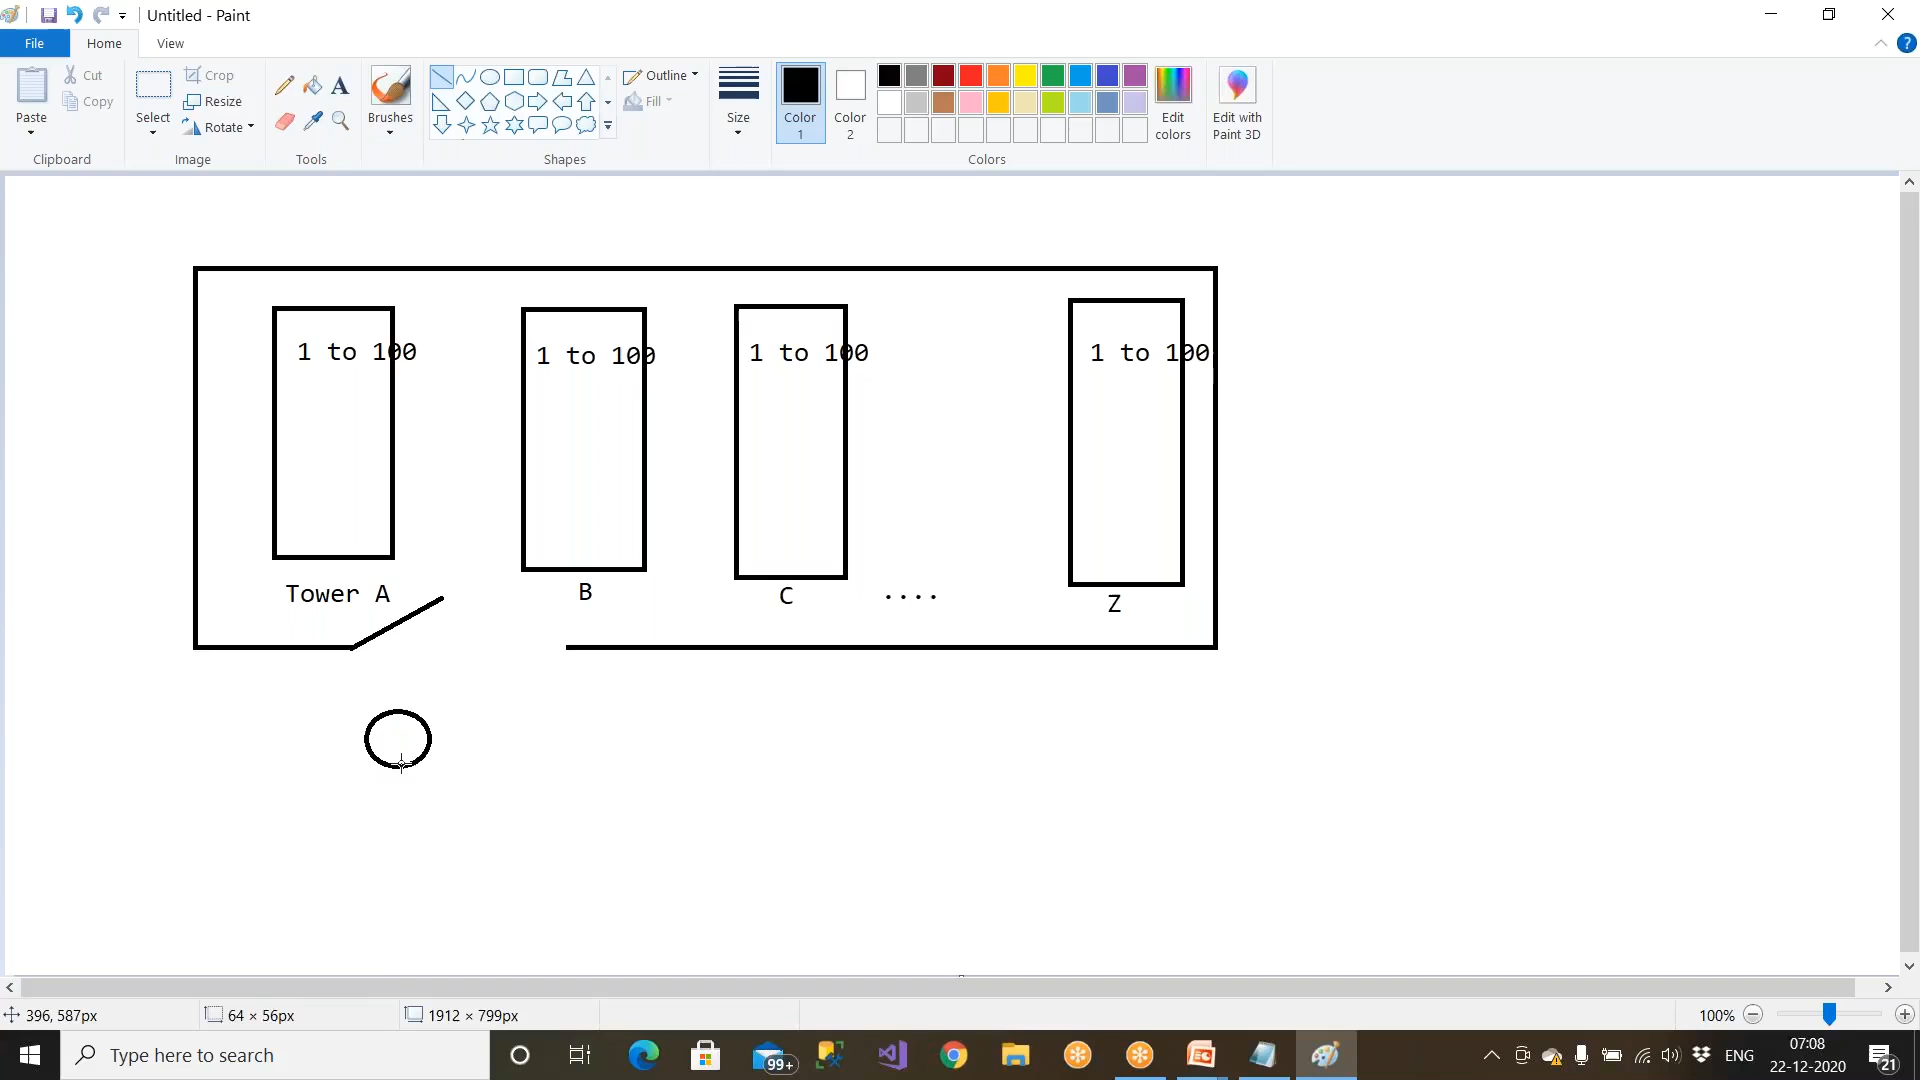 Untitled - Paint
File
Home
View
Paste
Cut
Copy
Clipboard
Select
Crop
Resize
Rotate
Image
A
Tools
Brushes
Outline
Fill
Shapes
Size
Color 1
Color 2
Edit colors
Colors
Edit with Paint 3D
1 to 100
1 to 100
1 to 100
1 to 100
Tower A
B
C
....
Z
396, 587px
64 × 56px
1912 × 799px
100%
Type here to search
99+
ENG
07:08
22-12-2020
21